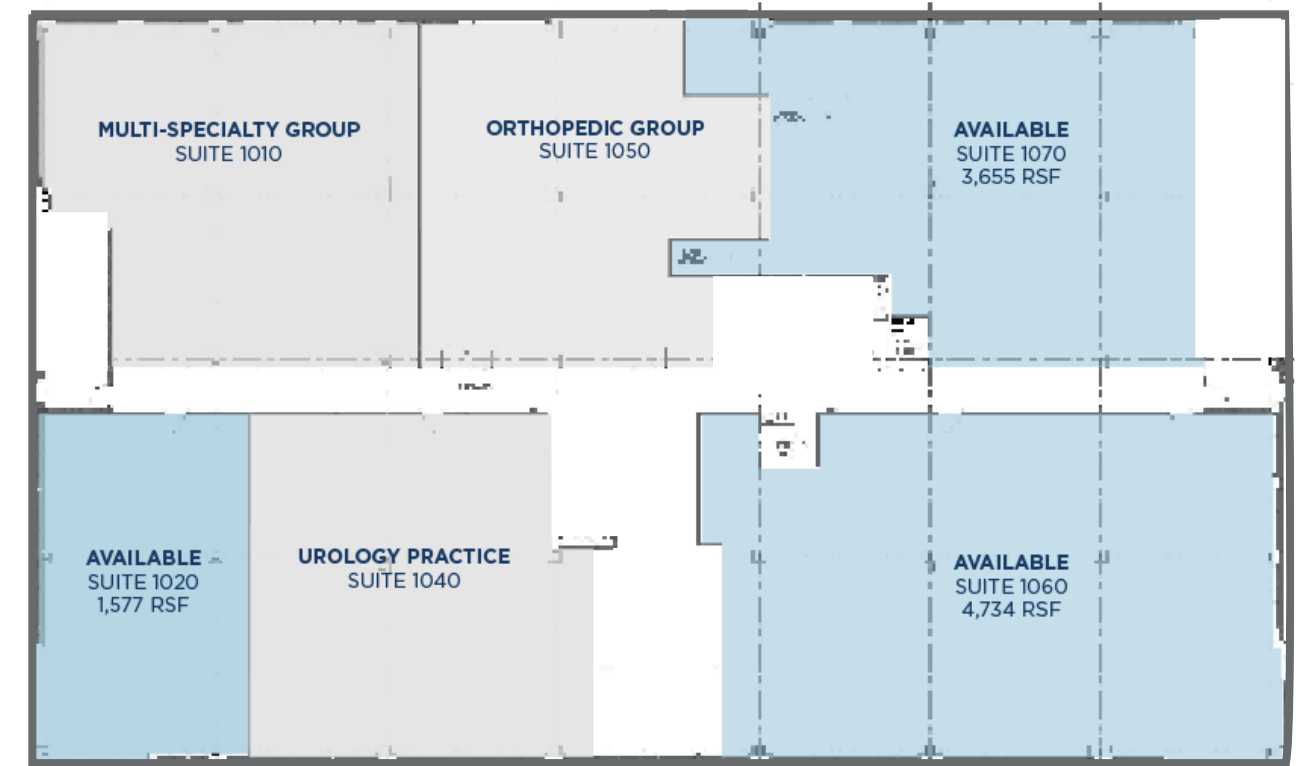 MULTI-SPECIALTY GROUP
SUITE 1010
ORTHOPEDIC GROUP
SUITE 1050
AVAILABLE
SUITE 1070
3,655 RSF
AVAILABLE
SUITE 1020
1,577 RSF
UROLOGY PRACTICE
SUITE 1040
AVAILABLE
SUITE 1060
4,734 RSF